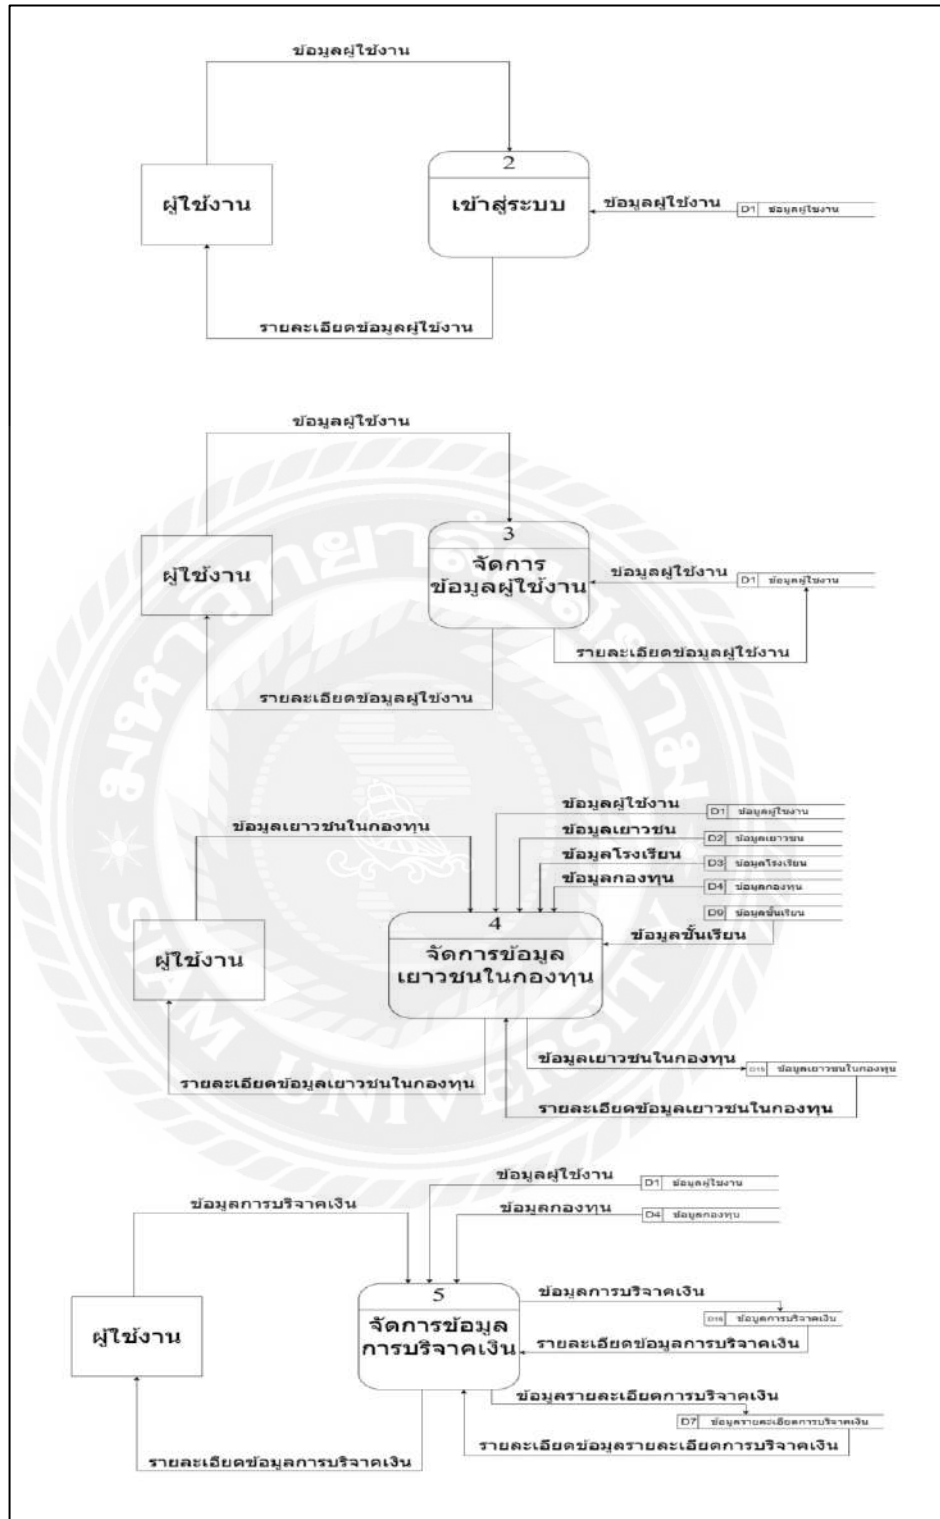 ข้อมูลผู้ใช้งาน
2
ผู้ใช้งาน
เข้าสู่ระบบ
ข้อมูลผู้ใช้งาน
D1 ข้อมูลผู้ใช้งาน
รายละเอียดข้อมูลผู้ใช้งาน
ข้อมูลผู้ใช้งาน
3
ผู้ใช้งาน
จัดการ
ข้อมูลผู้ใช้งาน
ข้อมูลผู้ใช้งาน
D1 ข้อมูลผู้ใช้งาน
รายละเอียดข้อมูลผู้ใช้งาน
รายละเอียดข้อมูลผู้ใช้งาน
มหาวิทยาลัยสยาม
SIAM UNIVERSITY
ข้อมูลผู้ใช้งาน
D1 ข้อมูลผู้ใช้งาน
ข้อมูลเยาวชนในกองทุน
ข้อมูลเยาวชน
D2 ข้อมูลเยาวชน
ข้อมูลโรงเรียน
D3 ข้อมูลโรงเรียน
ข้อมูลกองทุน
D4 ข้อมูลกองทุน
D9 ข้อมูลชั้นเรียน
4
ข้อมูลชั้นเรียน
ผู้ใช้งาน
จัดการข้อมูล
เยาวชนในกองทุน
ข้อมูลเยาวชนในกองทุน
ข้อมูลเยาวชนในกองทุน
รายละเอียดข้อมูลเยาวชนในกองทุน
รายละเอียดข้อมูลเยาวชนในกองทุน
ข้อมูลผู้ใช้งาน
D1 ข้อมูลผู้ใช้งาน
ข้อมูลการบริจาคเงิน
ข้อมูลกองทุน
D4 ข้อมูลกองทุน
5
ข้อมูลการบริจาคเงิน
ข้อมูลการบริจาคเงิน
ผู้ใช้งาน
จัดการข้อมูล
การบริจาคเงิน
รายละเอียดข้อมูลการบริจาคเงิน
ข้อมูลรายละเอียดการบริจาคเงิน
D7 ข้อมูลรายละเอียดการบริจาคเงิน
รายละเอียดข้อมูลรายละเอียดการบริจาคเงิน
รายละเอียดข้อมูลการบริจาคเงิน